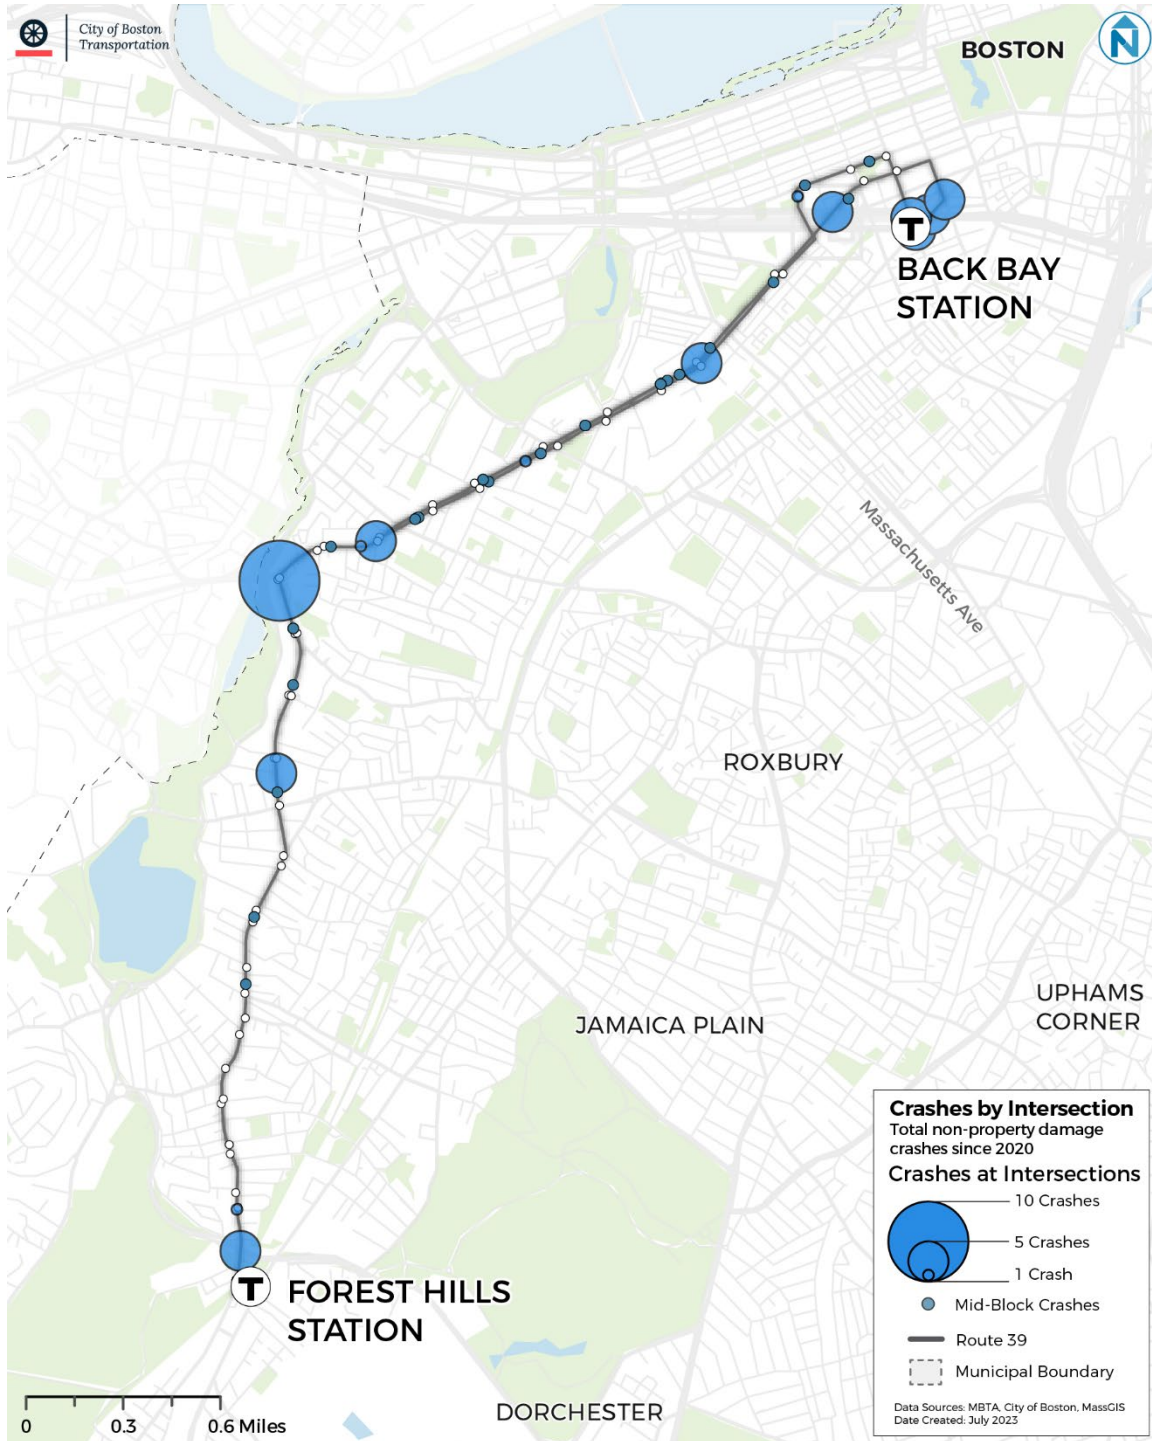 City of Boston
Transportation
BOSTON
N
T
BACK BAY
STATION
Massachusetts Ave
ROXBURY
JAMAICA PLAIN
UPHAMS
CORNER
T
FOREST HILLS
STATION
DORCHESTER
0 0.3 0.6 Miles
Crashes by Intersection
Total non-property damage
crashes since 2020
Crashes at Intersections
10 Crashes
5 Crashes
1 Crash
Mid-Block Crashes
Route 39
Municipal Boundary
Data Sources: MBTA, City of Boston, MassGIS
Date Created: July 2023